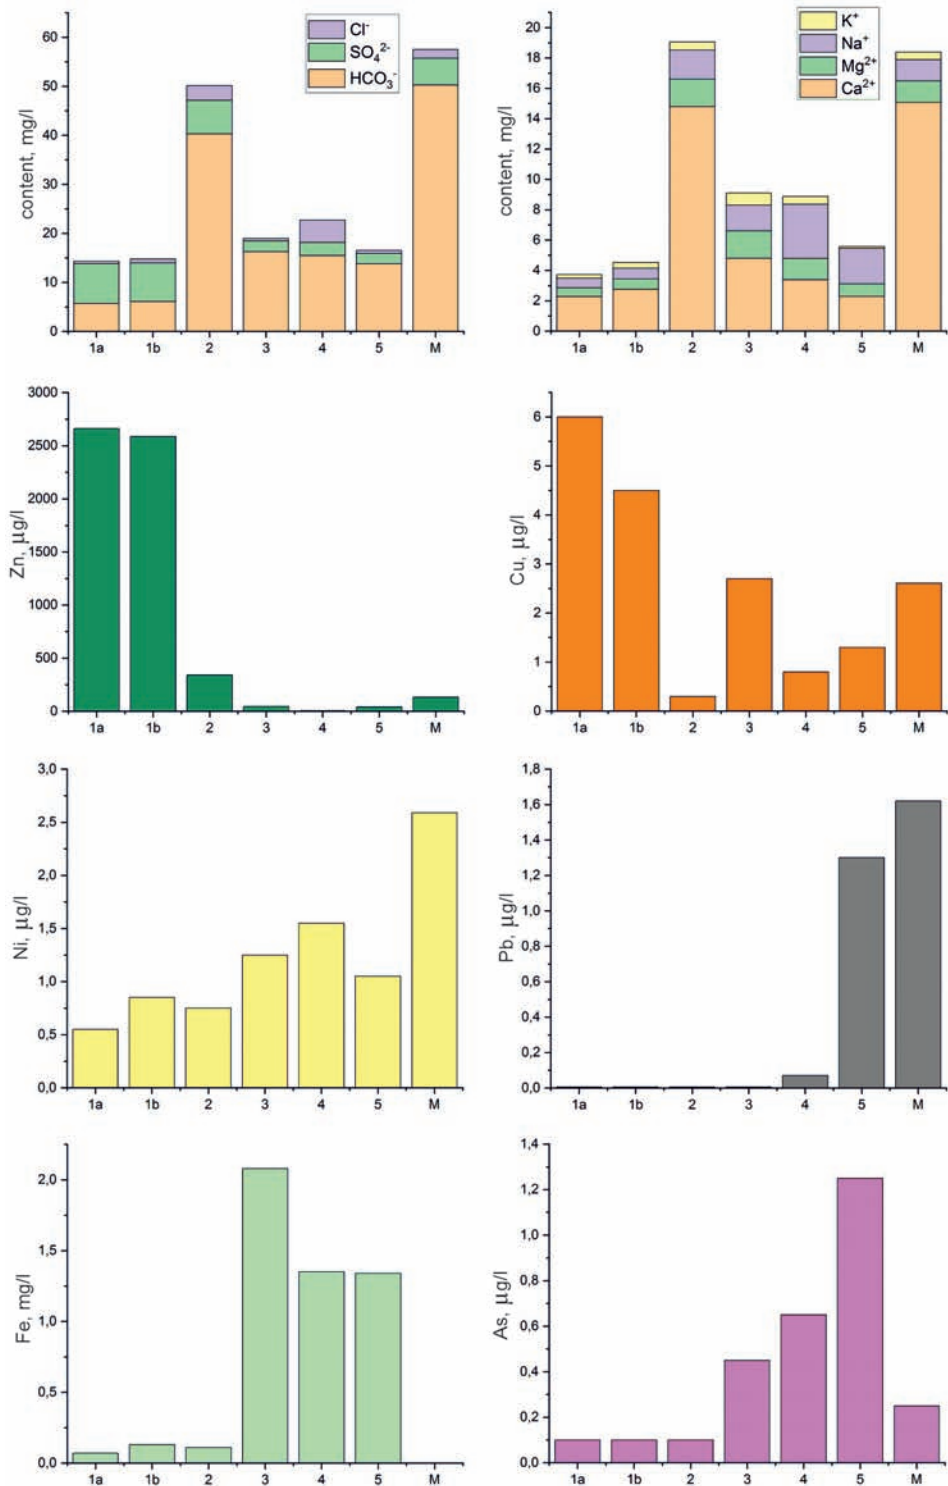 Cl⁻
SO₄²⁻
HCO₃⁻
content, mg/l
60
50
40
30
20
10
0
1a 1b 2 3 4 5 M
K⁺
Na⁺
Mg²⁺
Ca²⁺
content, mg/l
20
18
16
14
12
10
8
6
4
2
0
1a 1b 2 3 4 5 M
Zn, µg/l
3000
2500
2000
1500
1000
500
0
1a 1b 2 3 4 5 M
Cu, µg/l
6
5
4
3
2
1
0
1a 1b 2 3 4 5 M
Ni, µg/l
3,0
2,5
2,0
1,5
1,0
0,5
0,0
1a 1b 2 3 4 5 M
Pb, µg/l
1,8
1,6
1,4
1,2
1,0
0,8
0,6
0,4
0,2
0,0
1a 1b 2 3 4 5 M
Fe, mg/l
2,0
1,5
1,0
0,5
0,0
1a 1b 2 3 4 5 M
As, µg/l
1,4
1,2
1,0
0,8
0,6
0,4
0,2
0,0
1a 1b 2 3 4 5 M